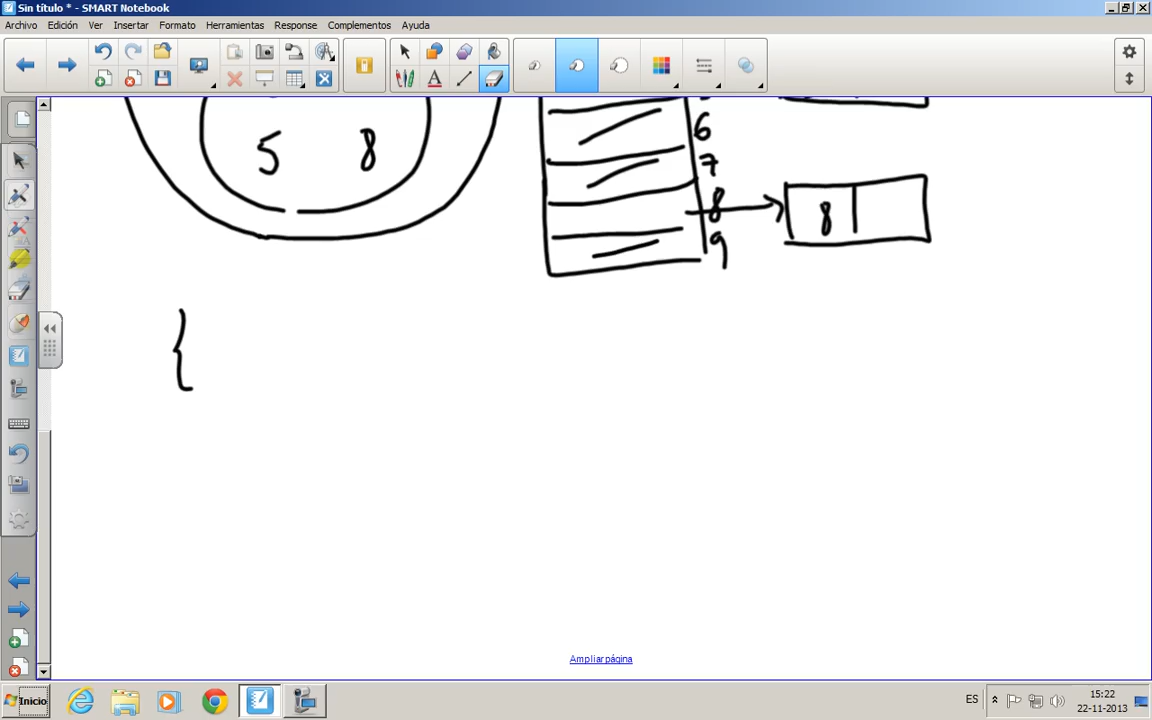 Sin título * - SMART Notebook
Archivo Edición Ver Insertar Formato Herramientas Response Complementos Ayuda
5 8
6
7
8
8
9
{
Ampliar página
Inicio
ES
15:22
22-11-2013